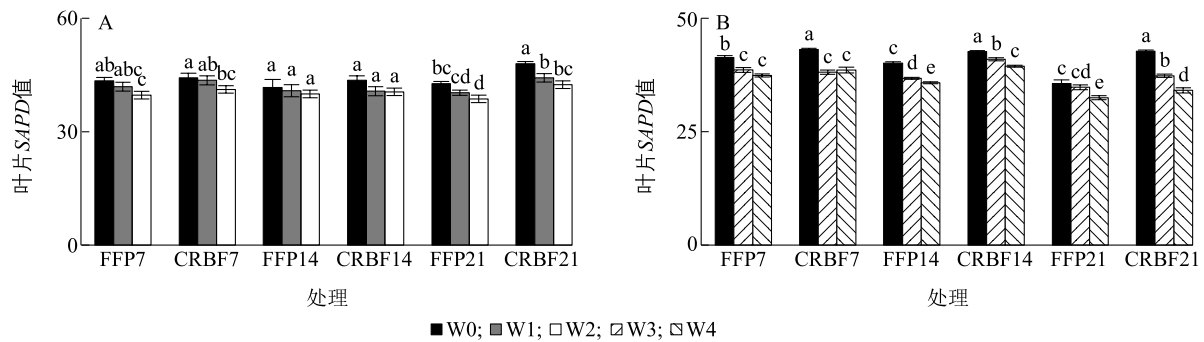 A
60
30
0
叶片SAPD值
ab abc c
a ab bc
a a a
a a a
bc cd d
a b bc
FFP7 CRBF7 FFP14 CRBF14 FFP21 CRBF21
处理
B
50
25
0
叶片SAPD值
b c c
a c c
c d e
a b c
c cd e
a b d
FFP7 CRBF7 FFP14 CRBF14 FFP21 CRBF21
处理
W0; W1; W2; W3; W4